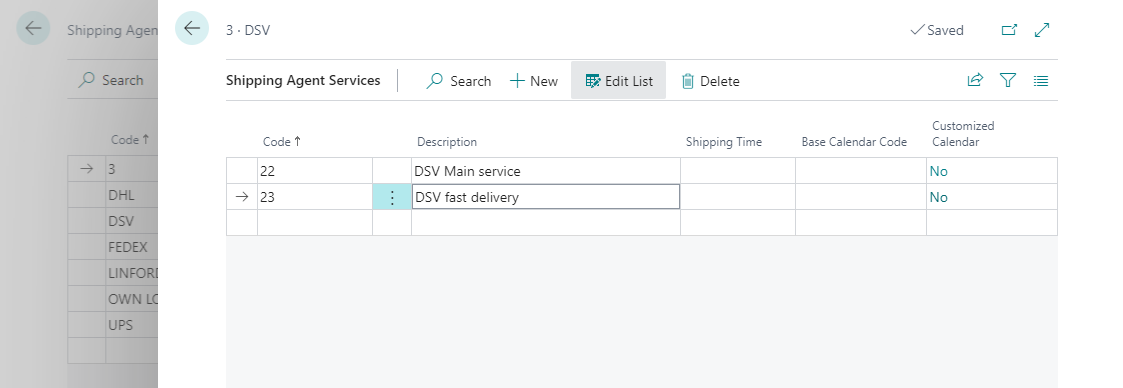 Shipping Agen
Search
Code ↑
3
DHL
DSV
FEDEX
LINFORD
OWN LO
UPS
3 · DSV
Saved
Shipping Agent Services
Search
New
Edit List
Delete
Code ↑ Description Shipping Time Base Calendar Code Customized Calendar
22 DSV Main service No
23 DSV fast delivery No